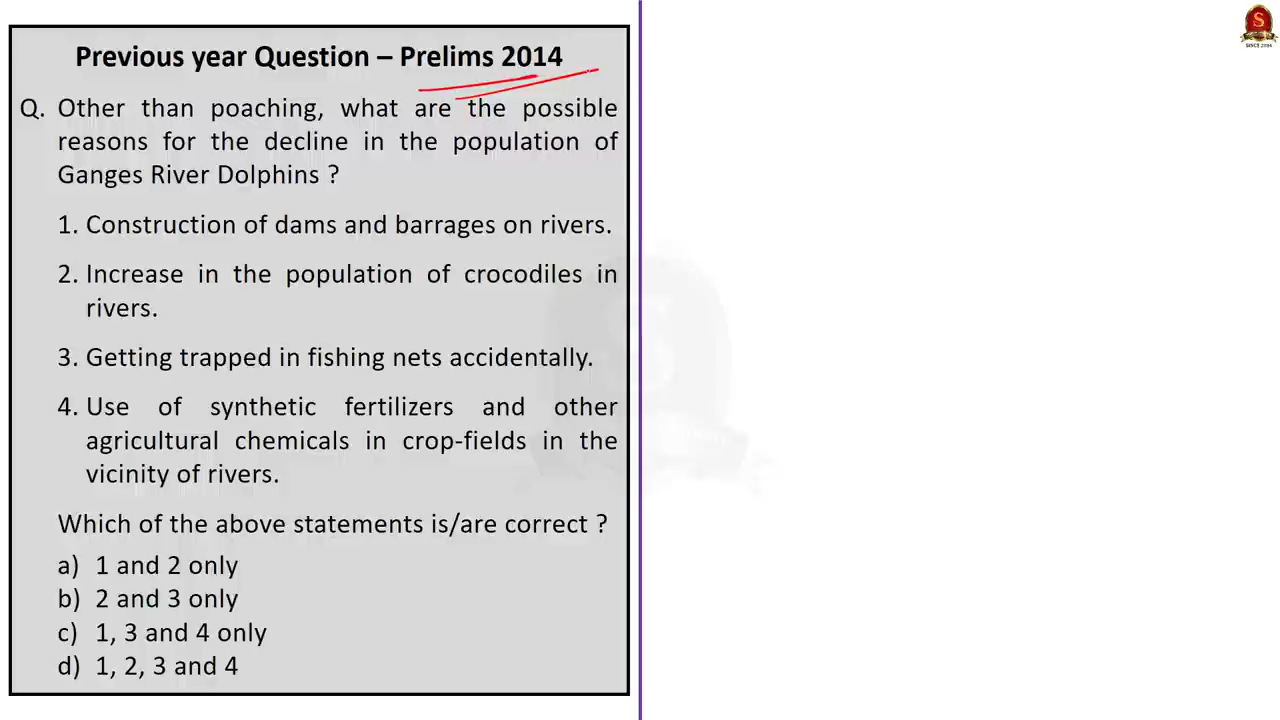 Previous year Question – Prelims 2014
Q. Other than poaching, what are the possible
reasons for the decline in the population of
Ganges River Dolphins ?
1. Construction of dams and barrages on rivers.
2. Increase in the population of crocodiles in
rivers.
3. Getting trapped in fishing nets accidentally.
4. Use of synthetic fertilizers and other
agricultural chemicals in crop-fields in the
vicinity of rivers.
Which of the above statements is/are correct ?
a) 1 and 2 only
b) 2 and 3 only
c) 1, 3 and 4 only
d) 1, 2, 3 and 4
S
SINCE 2004